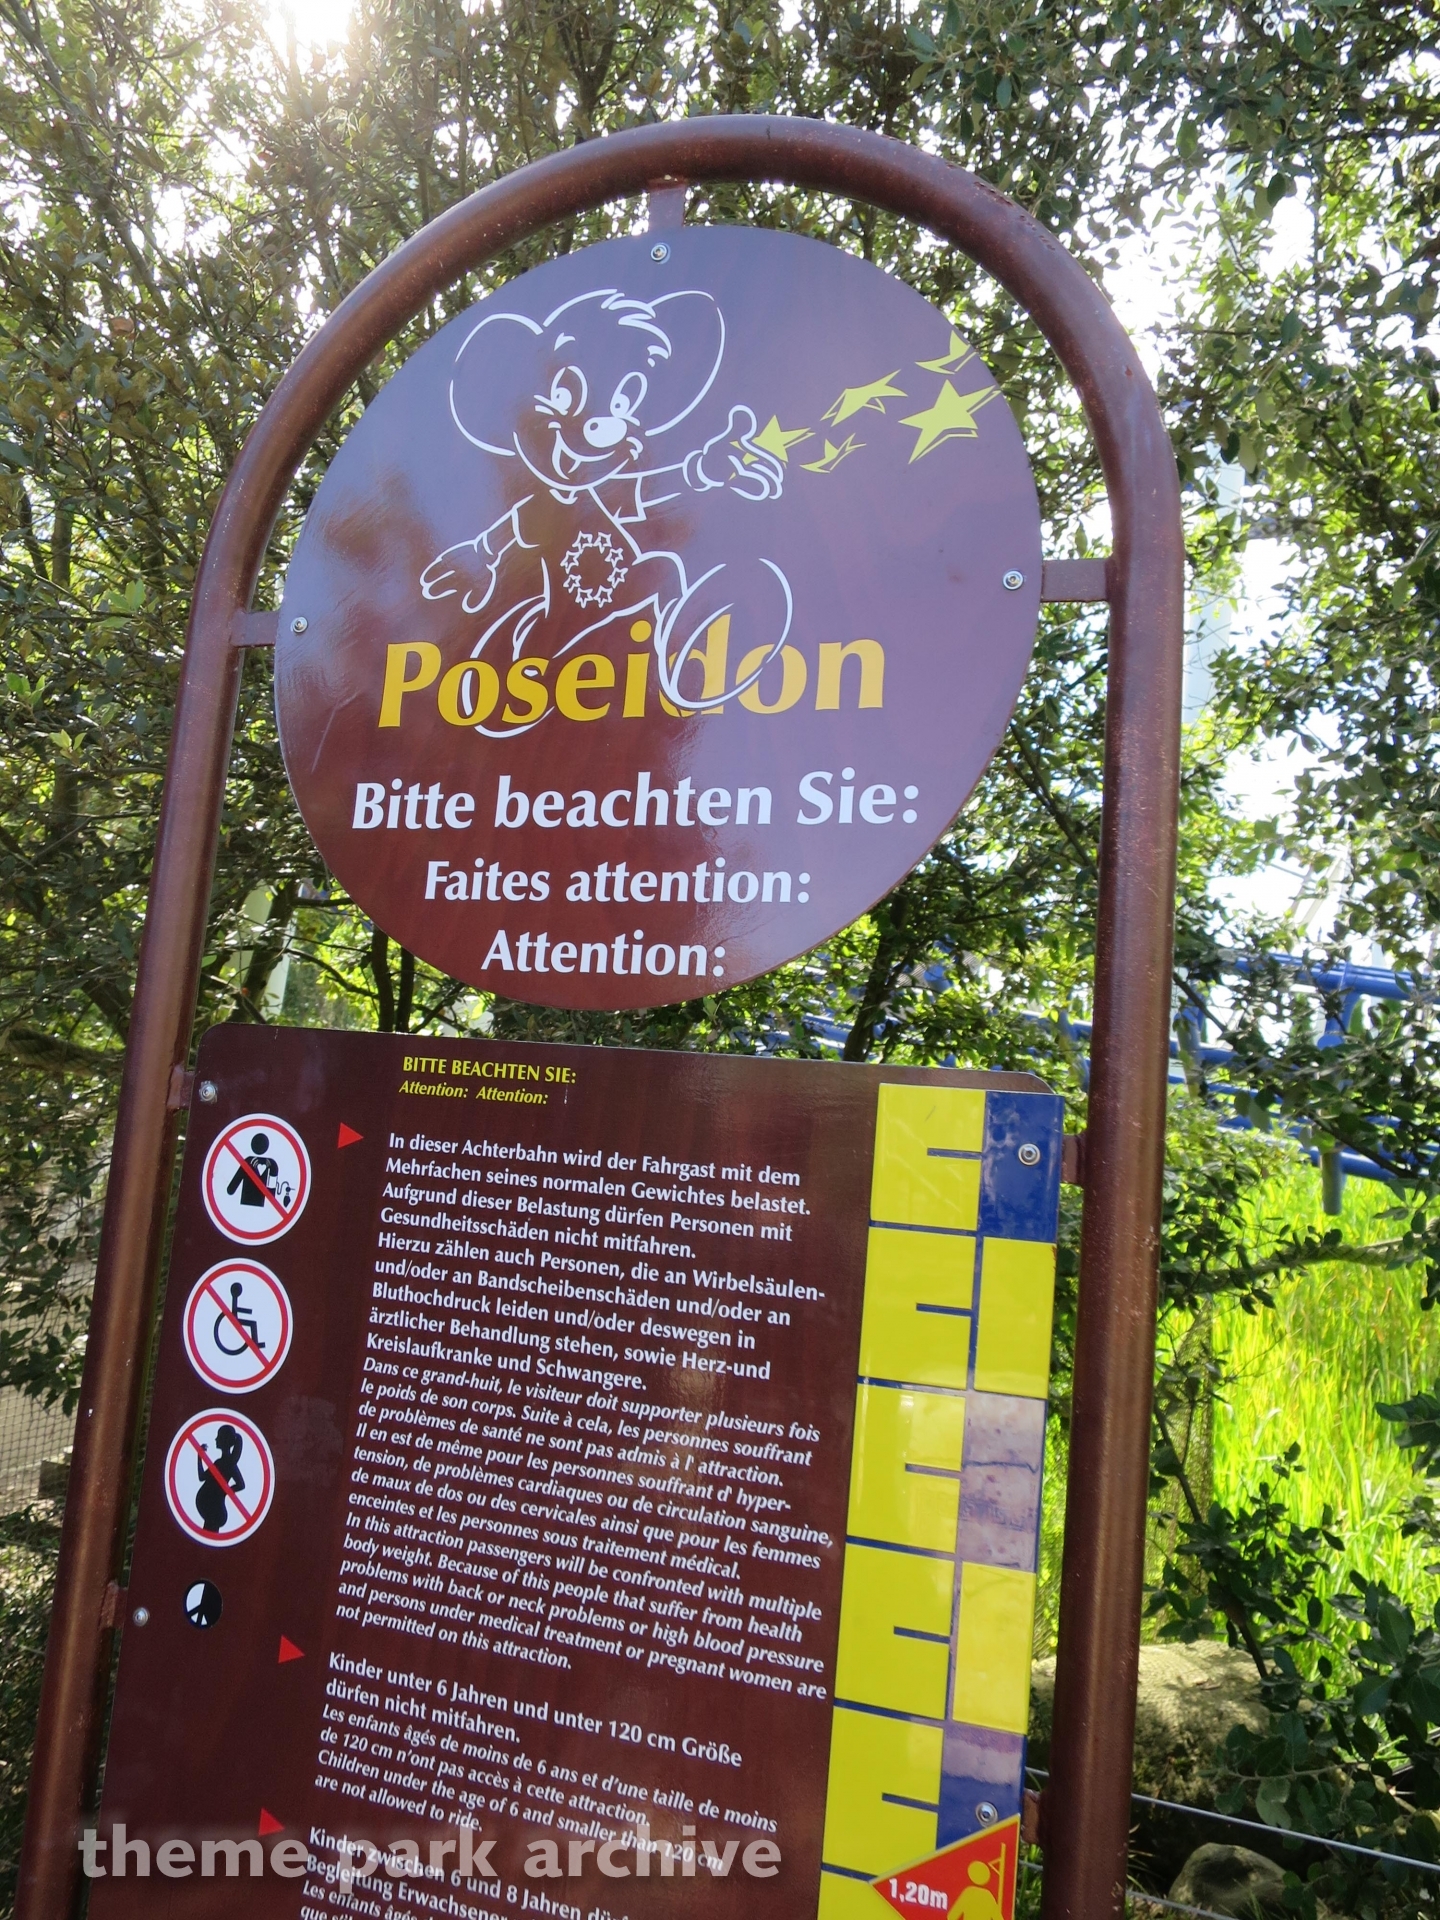 Poseidon
Bitte beachten Sie:
Faites attention:
Attention:
BITTE BEACHTEN SIE:
Attention: Attention:
In dieser Achterbahn wird der Fahrgast mit dem
Mehrfachen seines normalen Gewichtes belastet.
Aufgrund dieser Belastung dürfen Personen mit
Gesundheitsschäden nicht mitfahren.
Hierzu zählen auch Personen, die an Wirbelsäulen-
und/oder an Bandscheibenschäden und/oder an
Bluthochdruck leiden und/oder deswegen in
ärztlicher Behandlung stehen, sowie Herz-und
Kreislaufkranke und Schwangere.
Dans ce grand-huit, le visiteur doit supporter plusieurs fois
le poids de son corps. Suite à cela, les personnes souffrant
de problèmes de santé ne sont pas admis à l' attraction.
Il en est de même pour les personnes souffrant d' hyper-
tension, de problèmes cardiaques ou de circulation sanguine,
de maux de dos ou des cervicales ainsi que pour les femmes
enceintes et les personnes sous traitement médical.
In this attraction passengers will be confronted with multiple
body weight. Because of this people that suffer from health
problems with back or neck problems or high blood pressure
and persons under medical treatment or pregnant women are
not permitted on this attraction.
Kinder unter 6 Jahren und unter 120 cm Größe
dürfen nicht mitfahren.
Les enfants âgés de moins de 6 ans et d'une taille de moins
de 120 cm n'ont pas accès à cette attraction
Children under the age of 6 and smaller than 120 cm
are not allowed to ride.
Kinder zwischen 6 und 8 Jahren
Begleitung Erwachsener
Les enfants âgés
1,20m
theme park archive